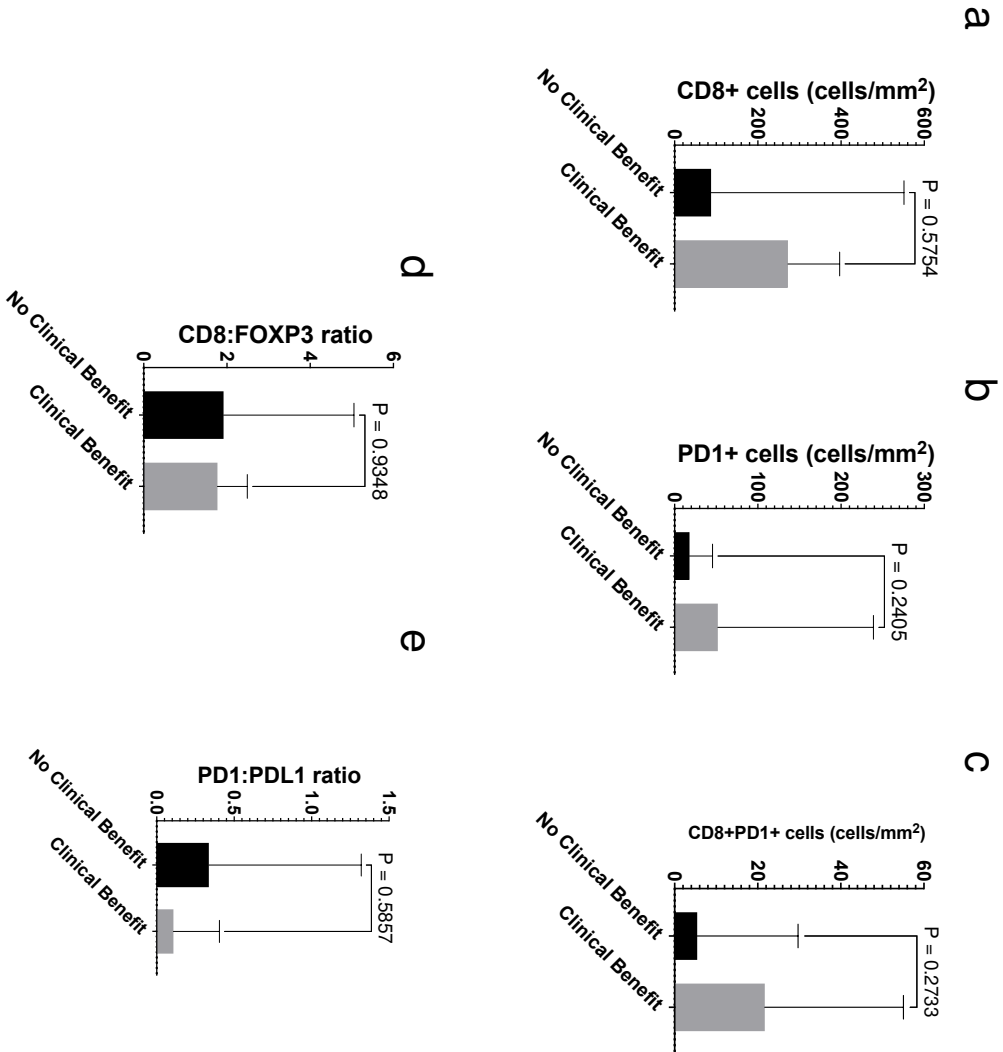 a
CD8+ cells (cells/mm²)
600
400
200
0
P = 0.5754
No Clinical Benefit
Clinical Benefit
b
PD1+ cells (cells/mm²)
300
200
100
0
P = 0.2405
No Clinical Benefit
Clinical Benefit
c
CD8+PD1+ cells (cells/mm²)
60
40
20
0
P = 0.2733
No Clinical Benefit
Clinical Benefit
d
CD8:FOXP3 ratio
6
4
2
0
P = 0.9348
No Clinical Benefit
Clinical Benefit
e
PD1:PDL1 ratio
1.5
1.0
0.5
0.0
P = 0.5857
No Clinical Benefit
Clinical Benefit